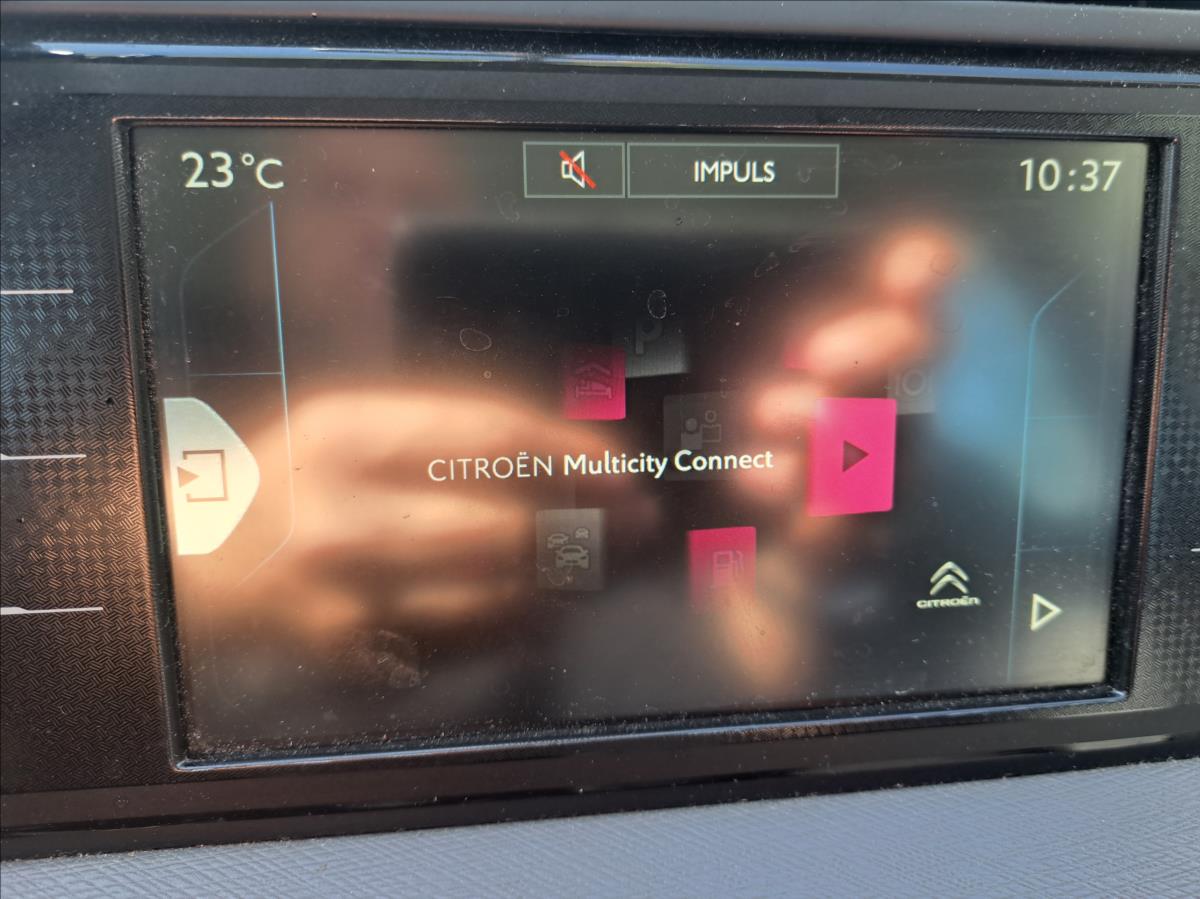 23°C
IMPULS
10:37
P
CITROËN Multicity Connect
CITROËN